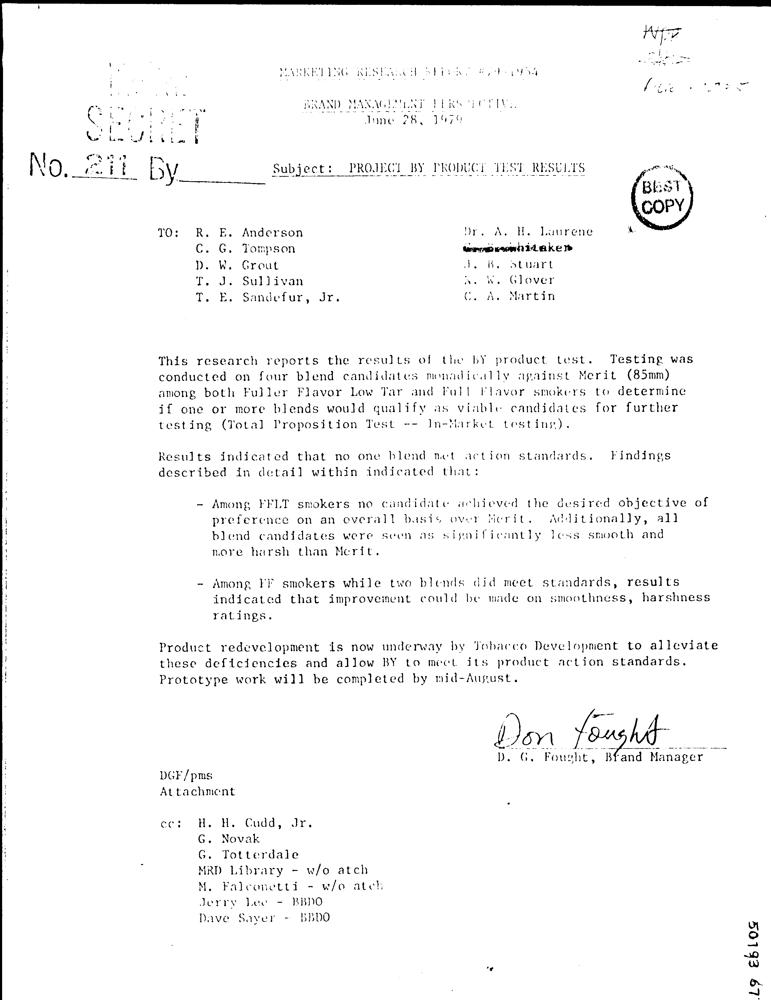 SECRET
No. 211 By
MARKETING RESEARCH REPORT
BRAND MANAGEMENT PERSPECTIVE
June 28, 1979
Subject: PROJECT BY PRODUCT TEST RESULTS
BEST
COPY
TO: R. E. Anderson Dr. A. H. Laurene
C. G. Tompson
D. W. Grout J. B. Stuart
T. J. Sullivan W. Glover
T. E. Sandefur, Jr. C. A. Martin
This research reports the results of the BY product test. Testing was
conducted on four blend candidates monadically against Merit (85mm)
among both Fuller Flavor Low Tar and Full Flavor smokers to determine
if one or more blends would qualify as viable candidates for further
testing (Total Proposition Test -- In-Market testing).
Results indicated that no one blend met action standards. Findings
described in detail within indicated that:
- Among FFLT smokers no candidate achieved the desired objective of
preference on an overall basis over Merit. Additionally, all
blend candidates were seen as significantly less smooth and
more harsh than Merit.
- Among FF smokers while two blends did meet standards, results
indicated that improvement could be made on smoothness, harshness
ratings.
Product redevelopment is now underway by Tobacco Development to alleviate
these deficiencies and allow BY to meet its product action standards.
Prototype work will be completed by mid-August.
Don Fought
D. G. Fought, Brand Manager
DGF/pms
Attachment
cc: H. H. Cudd, Jr.
G. Novak
G. Totterdale
MRD Library - w/o atch
M. Falconetti - w/o atch
Jerry Lee - BBDO
Dave Sayer - BBDO
50193 67